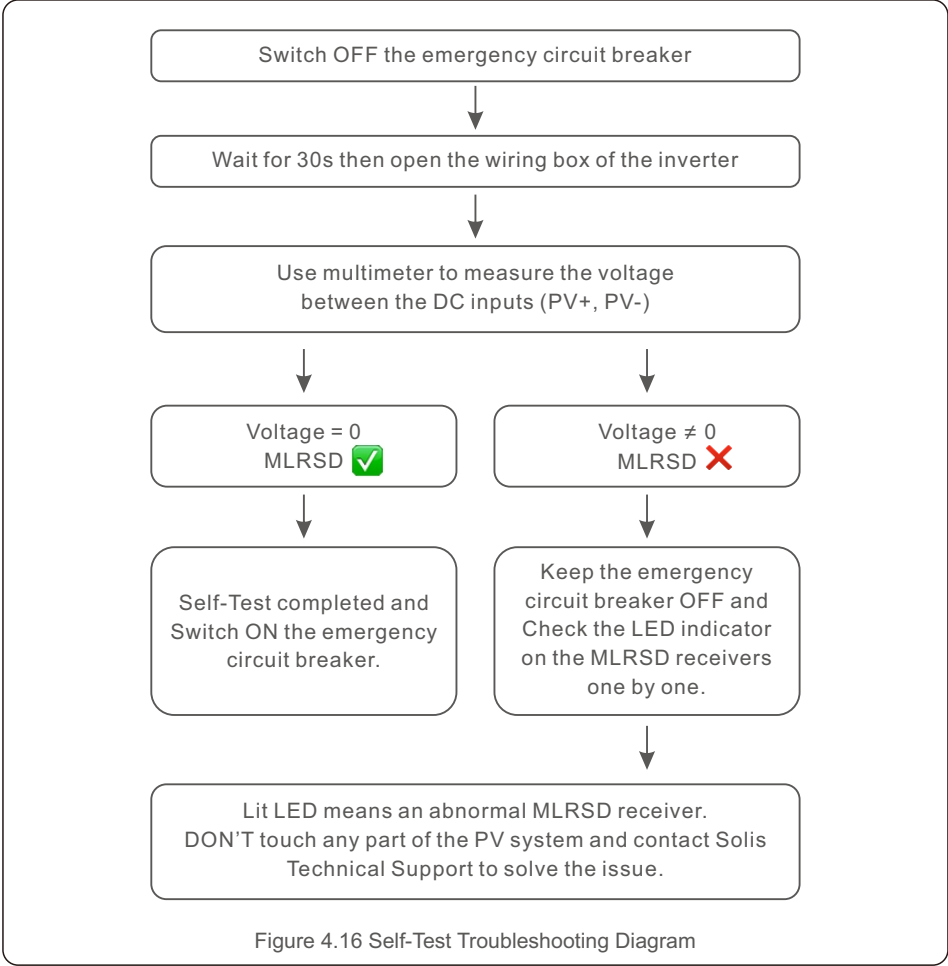 Switch OFF the emergency circuit breaker
Wait for 30s then open the wiring box of the inverter
Use multimeter to measure the voltage
between the DC inputs (PV+, PV-)
Voltage = 0
MLRSD ✅
Voltage ≠ 0
MLRSD ❌
Self-Test completed and
Switch ON the emergency
circuit breaker.
Keep the emergency
circuit breaker OFF and
Check the LED indicator
on the MLRSD receivers
one by one.
Lit LED means an abnormal MLRSD receiver.
DON'T touch any part of the PV system and contact Solis
Technical Support to solve the issue.
Figure 4.16 Self-Test Troubleshooting Diagram